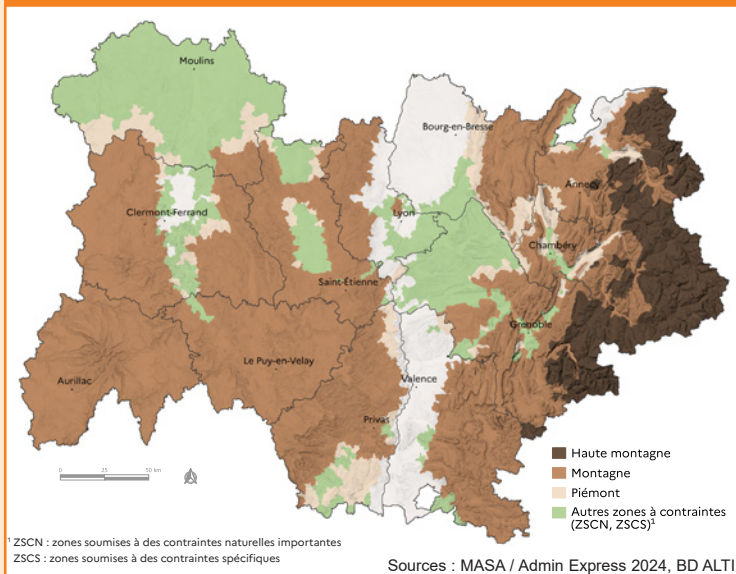 Moulins
Bourg-en-Bresse
Annecy
Clermont-Ferrand
Lyon
Chambéry
Saint-Étienne
Grenoble
Le Puy-en-Velay
Aurillac
Valence
Privas
0 25 50 km
Haute montagne
Montagne
Piémont
Autres zones à contraintes
(ZSCN, ZSCS)¹
¹ ZSCN : zones soumises à des contraintes naturelles importantes
ZSCS : zones soumises à des contraintes spécifiques
Sources : MASA / Admin Express 2024, BD ALTI